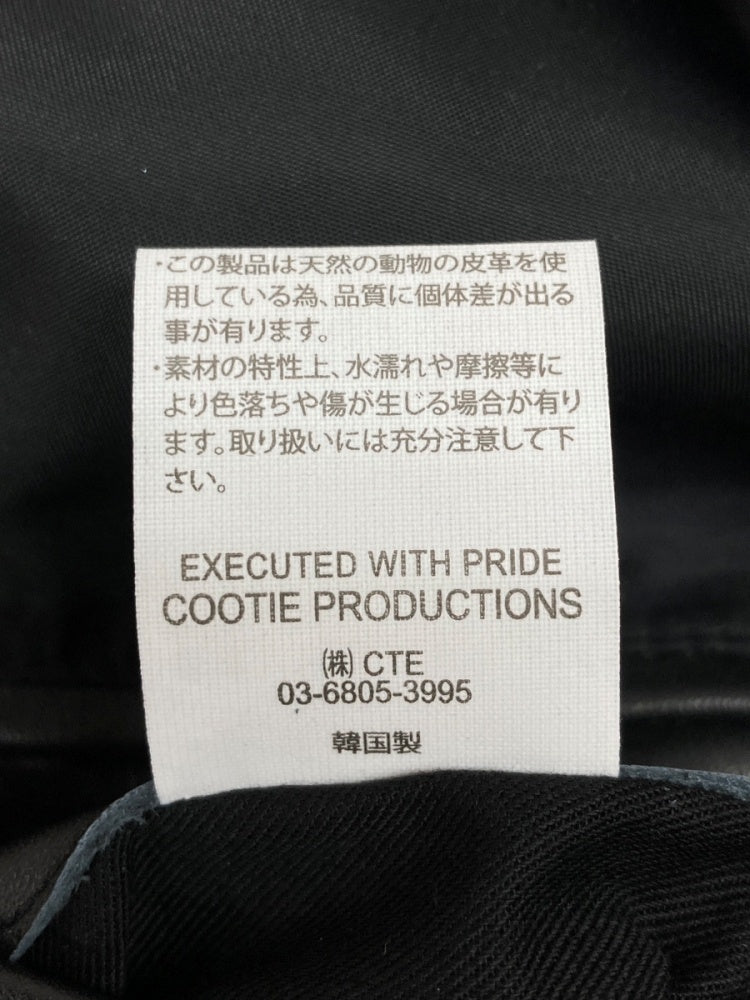 ・この製品は天然の動物の皮革を使
用している為、品質に個体差が出る
事が有ります。
・素材の特性上、水濡れや摩擦等に
より色落ちや傷が生じる場合が有り
ます。取り扱いには充分注意して下
さい。
EXECUTED WITH PRIDE
COOTIE PRODUCTIONS
㈱ CTE
03-6805-3995
韓国製